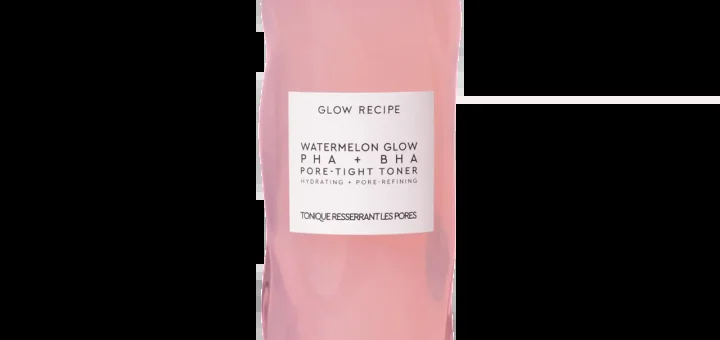 GLOW RECIPE
WATERMELON GLOW
PHA + BHA
PORE-TIGHT TONER
HYDRATING + PORE-REFINING
TONIQUE RESSERRANT LES PORES